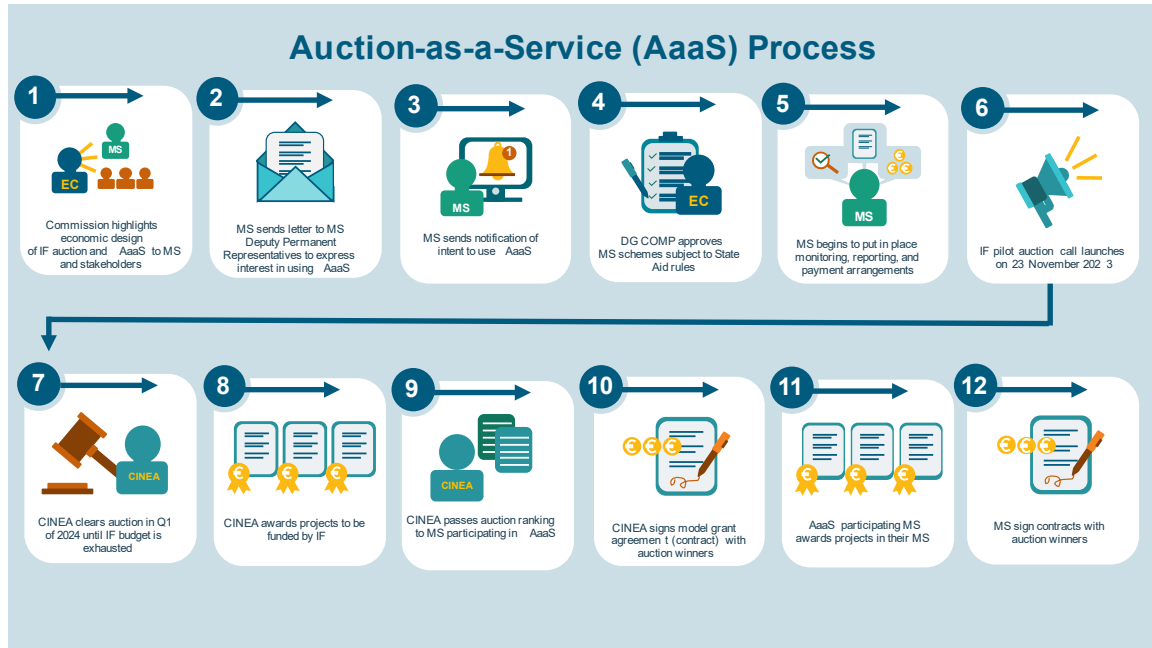 Auction-as-a-Service (AaaS) Process
1
MS
EC
Commission highlights
economic design
of IF auction and AaaS to MS
and stakeholders
2
MS sends letter to MS
Deputy Permanent
Representatives to express
interest in using AaaS
3
1
MS
MS sends notification of
intent to use AaaS
4
EC
DG COMP approves
MS schemes subject to State
Aid rules
5
MS
MS begins to put in place
monitoring, reporting, and
payment arrangements
6
IF pilot auction call launches
on 23 November 202 3
7
CINEA
CINEA clears auction in Q1
of 2024 until IF budget is
exhausted
8
€ € €
CINEA awards projects to be
funded by IF
9
CINEA
CINEA passes auction ranking
to MS participating in AaaS
10
€ € €
CINEA signs model grant
agreemen t (contract) with
auction winners
11
€ € €
AaaS participating MS
awards projects in their MS
12
€ € €
MS sign contracts with
auction winners